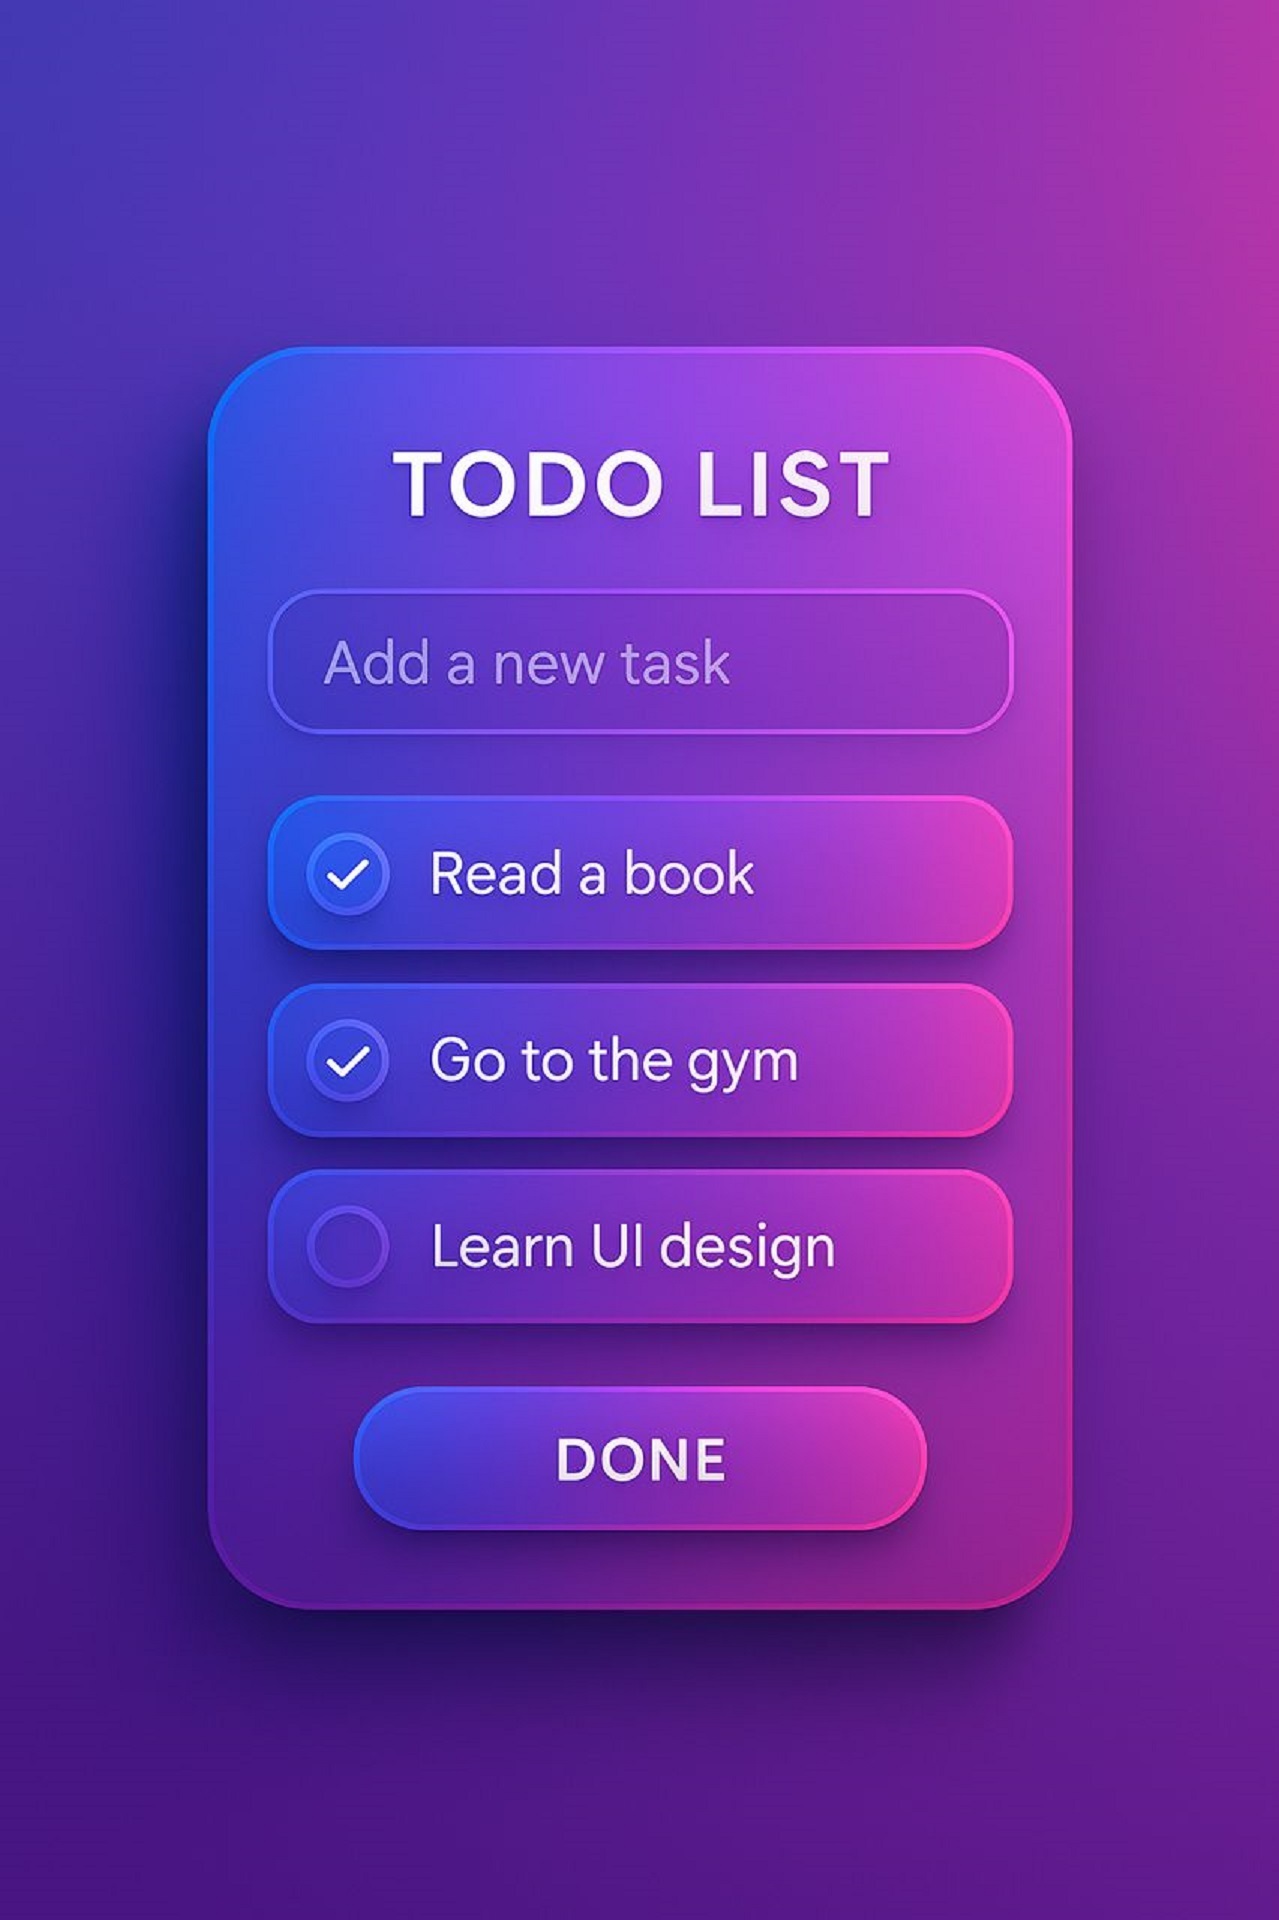 TODO LIST
Add a new task
Read a book
Go to the gym
Learn UI design
DONE